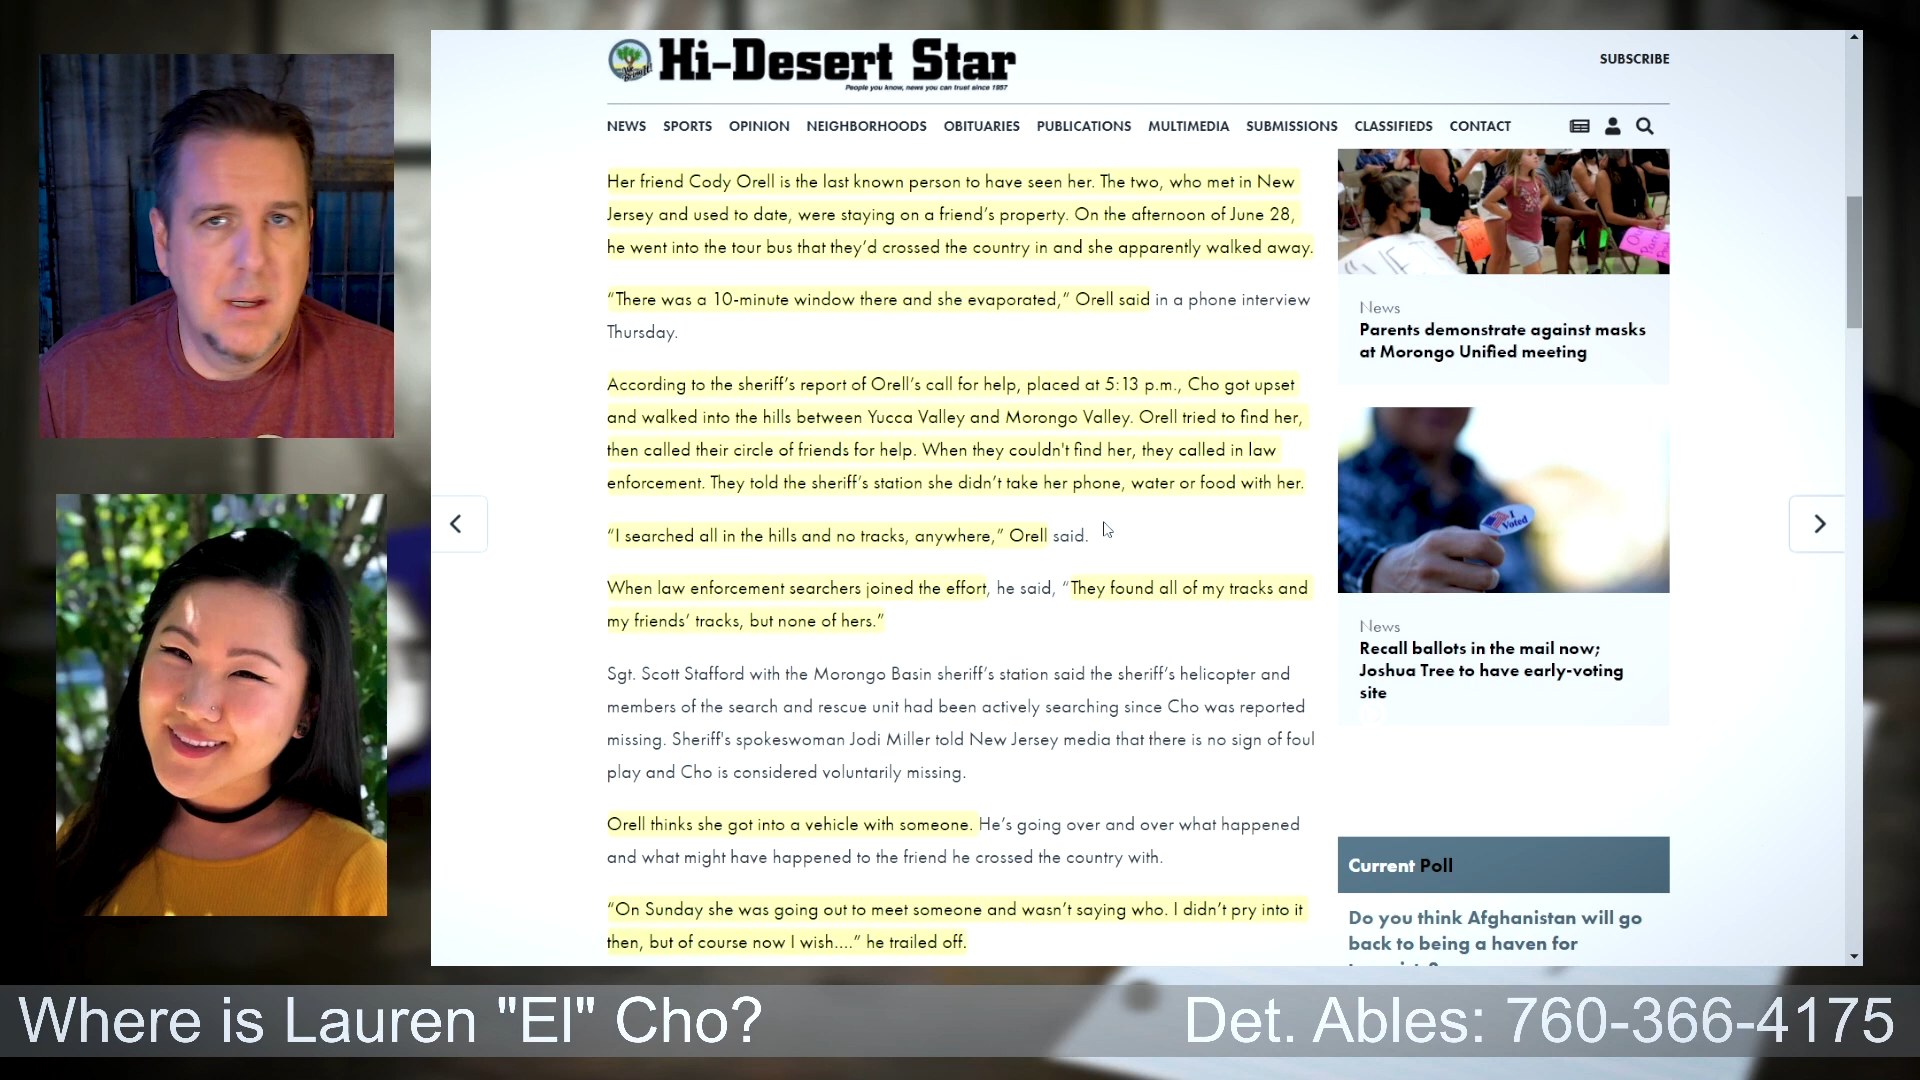 Hi-Desert Star
People you know, news you can trust since 1957
SUBSCRIBE
NEWS SPORTS OPINION NEIGHBORHOODS OBITUARIES PUBLICATIONS MULTIMEDIA SUBMISSIONS CLASSIFIEDS CONTACT
Her friend Cody Orell is the last known person to have seen her. The two, who met in New
Jersey and used to date, were staying on a friend’s property. On the afternoon of June 28,
he went into the tour bus that they’d crossed the country in and she apparently walked away.
“There was a 10-minute window there and she evaporated,” Orell said in a phone interview
Thursday.
According to the sheriff’s report of Orell’s call for help, placed at 5:13 p.m., Cho got upset
and walked into the hills between Yucca Valley and Morongo Valley. Orell tried to find her,
then called their circle of friends for help. When they couldn't find her, they called in law
enforcement. They told the sheriff’s station she didn’t take her phone, water or food with her.
“I searched all in the hills and no tracks, anywhere,” Orell said.
When law enforcement searchers joined the effort, he said, “They found all of my tracks and
my friends’ tracks, but none of hers.”
Sgt. Scott Stafford with the Morongo Basin sheriff’s station said the sheriff’s helicopter and
members of the search and rescue unit had been actively searching since Cho was reported
missing. Sheriff's spokeswoman Jodi Miller told New Jersey media that there is no sign of foul
play and Cho is considered voluntarily missing.
Orell thinks she got into a vehicle with someone. He’s going over and over what happened
and what might have happened to the friend he crossed the country with.
“On Sunday she was going out to meet someone and wasn’t saying who. I didn’t pry into it
then, but of course now I wish....” he trailed off.
News
Parents demonstrate against masks
at Morongo Unified meeting
I Voted
News
Recall ballots in the mail now;
Joshua Tree to have early-voting
site
Current Poll
Do you think Afghanistan will go
back to being a haven for
Where is Lauren "El" Cho?
Det. Ables: 760-366-4175